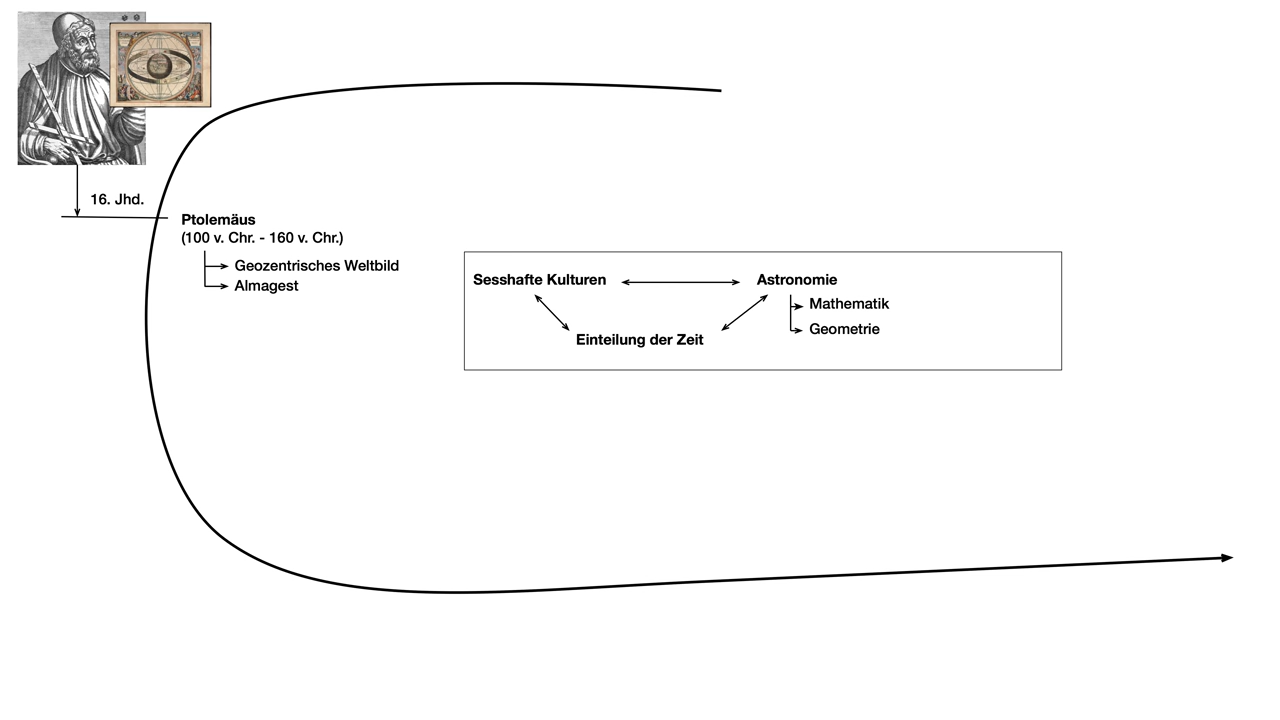 16. Jhd.
Ptolemäus
(100 v. Chr. - 160 v. Chr.)
Geozentrisches Weltbild
Almagest
Sesshafte Kulturen
Astronomie
Mathematik
Geometrie
Einteilung der Zeit